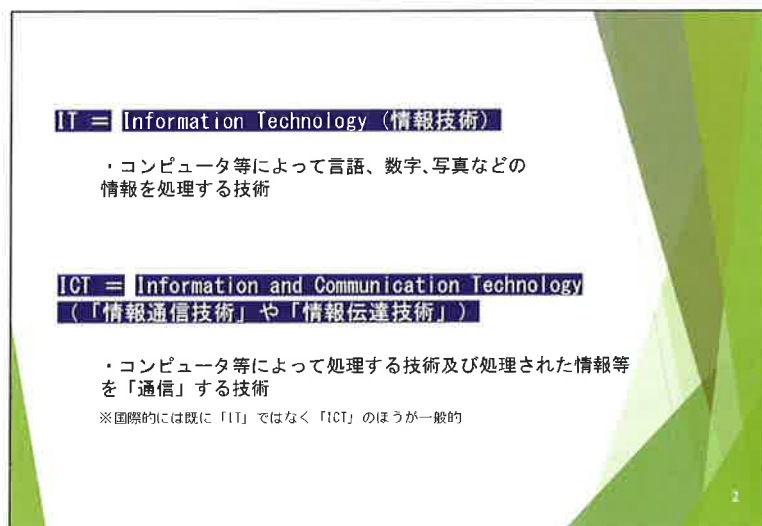 IT = Information Technology (情報技術)
・コンピュータ等によって言語、数字、写真などの
情報を処理する技術
ICT = Information and Communication Technology
(「情報通信技術」や「情報伝達技術」)
・コンピュータ等によって処理する技術及び処理された情報等
を「通信」する技術
※国際的には既に「IT」ではなく「ICT」のほうが一般的
2